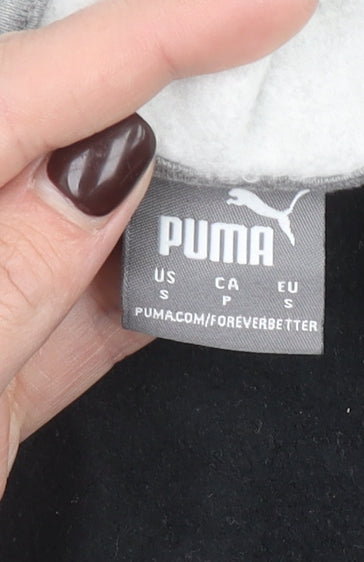 PUMA
US CA EU
S P S
PUMA.COM/FOREVERBETTER